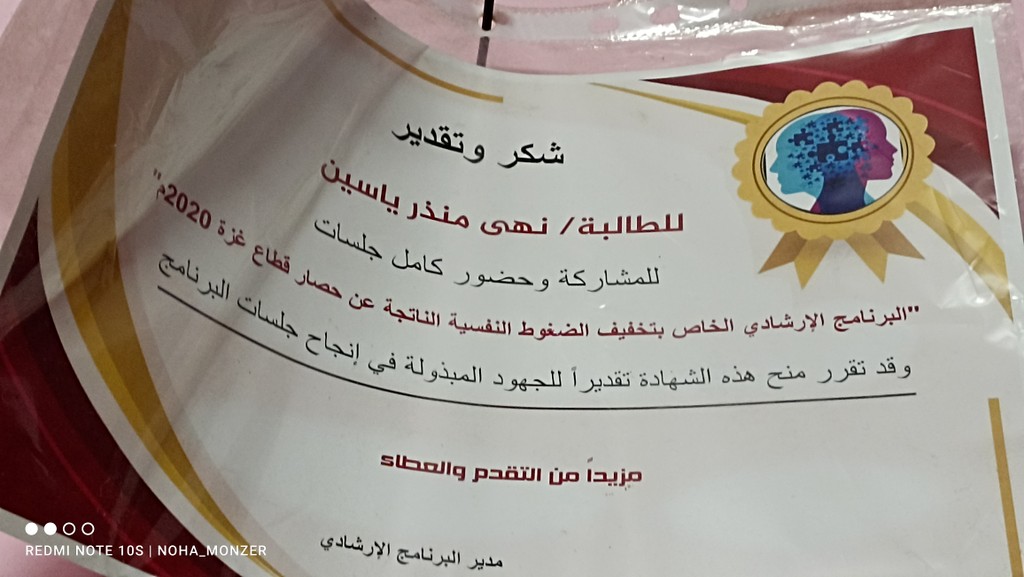 شكر وتقدير
للطالبة/ نهى منذر ياسين
للمشاركة وحضور كامل جلسات
"البرنامج الإرشادي الخاص بتخفيف الضغوط النفسية الناتجة عن حصار قطاع غزة 2020م"
وقد تقرر منح هذه الشهادة تقديراً للجهود المبذولة في إنجاح جلسات البرنامج
مزيداً من التقدم والعطاء
مدير البرنامج الإرشادي
REDMI NOTE 10S | NOHA_MONZER